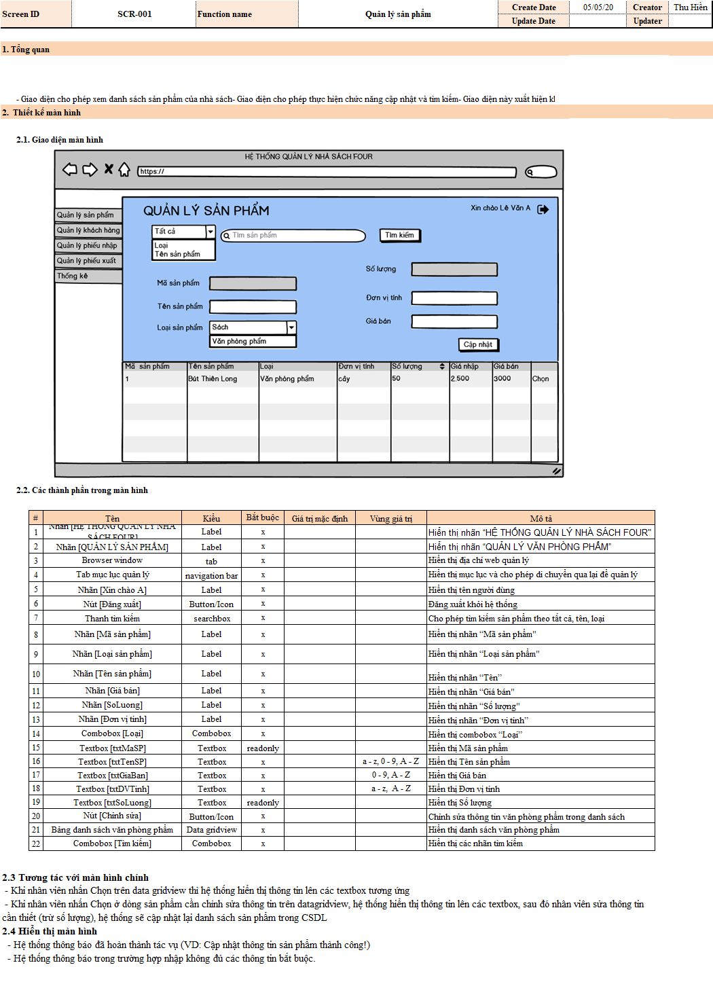 Screen ID SCR-001 Function name Quản lý sản phẩm Create Date 05/05/20 Creator Thu Hiền
Update Date Updater
1. Tổng quan
- Giao diện cho phép xem danh sách sản phẩm của nhà sách- Giao diện cho phép thực hiện chức năng cập nhật và tìm kiếm- Giao diện này xuất hiện
2. Thiết kế màn hình
2.1. Giao diện màn hình
HỆ THỐNG QUẢN LÝ NHÀ SÁCH FOUR
https://
QUẢN LÝ SẢN PHẨM
Xin chào Lê Văn A
Quản lý sản phẩm
Quản lý khách hàng
Quản lý phiếu nhập
Quản lý phiếu xuất
Thống kê
Tất cả
Tìm sản phẩm
Tìm kiếm
Loại
Tên sản phẩm
Số lượng
Mã sản phẩm
Đơn vị tính
Tên sản phẩm
Giá bán
Loại sản phẩm
Sách
Văn phòng phẩm
Cập nhật
Mã sản phẩm Tên sản phẩm Loại Đơn vị tính Số lượng Giá nhập Giá bán
1 Bút Thiên Long Văn phòng phẩm cây 50 2.500 3000 Chọn
2.2. Các thành phần trong màn hình
# Tên Kiểu Bắt buộc Giá trị mặc định Vùng giá trị Mô tả
1 Nhãn [HỆ THỐNG QUẢN LÝ NHÀ SÁCH FOUR] Label x Hiển thị nhãn “HỆ THỐNG QUẢN LÝ NHÀ SÁCH FOUR"
2 Nhãn [QUẢN LÝ SẢN PHẨM] Label x Hiển thị nhãn “QUẢN LÝ VĂN PHÒNG PHẨM”
3 Browser window tab x Hiển thị địa chỉ web quản lý
4 Tab mục lục quản lý navigation bar x Hiển thị mục lục và cho phép di chuyển qua lại để quản lý
5 Nhãn [Xin chào A] Label x Hiển thị tên người dùng
6 Nút [Đăng xuất] Button/Icon x Đăng xuất khỏi hệ thống
7 Thanh tìm kiếm searchbox x Cho phép tìm kiếm sản phẩm theo tất cả, tên, loại
8 Nhãn [Mã sản phẩm] Label x Hiển thị nhãn “Mã sản phẩm"
9 Nhãn [Loại sản phẩm] Label x Hiển thị nhãn “Loại sản phẩm"
10 Nhãn [Tên sản phẩm] Label x Hiển thị nhãn “Tên”
11 Nhãn [Giá bán] Label x Hiển thị nhãn “Giá bán"
12 Nhãn [SoLuong] Label x Hiển thị nhãn “Số lượng"
13 Nhãn [Đơn vị tính] Label x Hiển thị nhãn “Đơn vị tính”
14 Combobox [Loại] Combobox x Hiển thị combobox “Loại”
15 Textbox [txtMaSP] Textbox readonly Hiển thị Mã sản phẩm
16 Textbox [txtTenSP] Textbox x a - z, 0 - 9, A - Z Hiển thị Tên sản phẩm
17 Textbox [txtGiaBan] Textbox x 0 - 9, A - Z Hiển thị Giá bán
18 Textbox [txtDVTinh] Textbox x a - z, A - Z Hiển thị Đơn vị tính
19 Textbox [txtSoLuong] Textbox readonly Hiển thị Số lượng
20 Nút [Chỉnh sửa] Button/Icon x Chỉnh sửa thông tin văn phòng phẩm trong danh sách
21 Bảng danh sách văn phòng phẩm Data gridview x Hiển thị danh sách văn phòng phẩm
22 Combobox [Tìm kiếm] Combobox x Hiển thị các nhãn tìm kiếm
2.3 Tương tác với màn hình chính
- Khi nhân viên nhấn Chọn trên data gridview thì hệ thống hiển thị thông tin lên các textbox tương ứng
- Khi nhân viên nhấn Chọn ở dòng sản phẩm cần chỉnh sửa thông tin trên datagridview, hệ thống hiển thị thông tin lên các textbox, sau đó nhân viên sửa thông tin
cần thiết (trừ số lượng), hệ thống sẽ cập nhật lại danh sách sản phẩm trong CSDL
2.4 Hiển thị màn hình
- Hệ thống thông báo đã hoàn thành tác vụ (VD: Cập nhật thông tin sản phẩm thành công!)
- Hệ thống thông báo trong trường hợp nhập không đủ các thông tin bắt buộc.